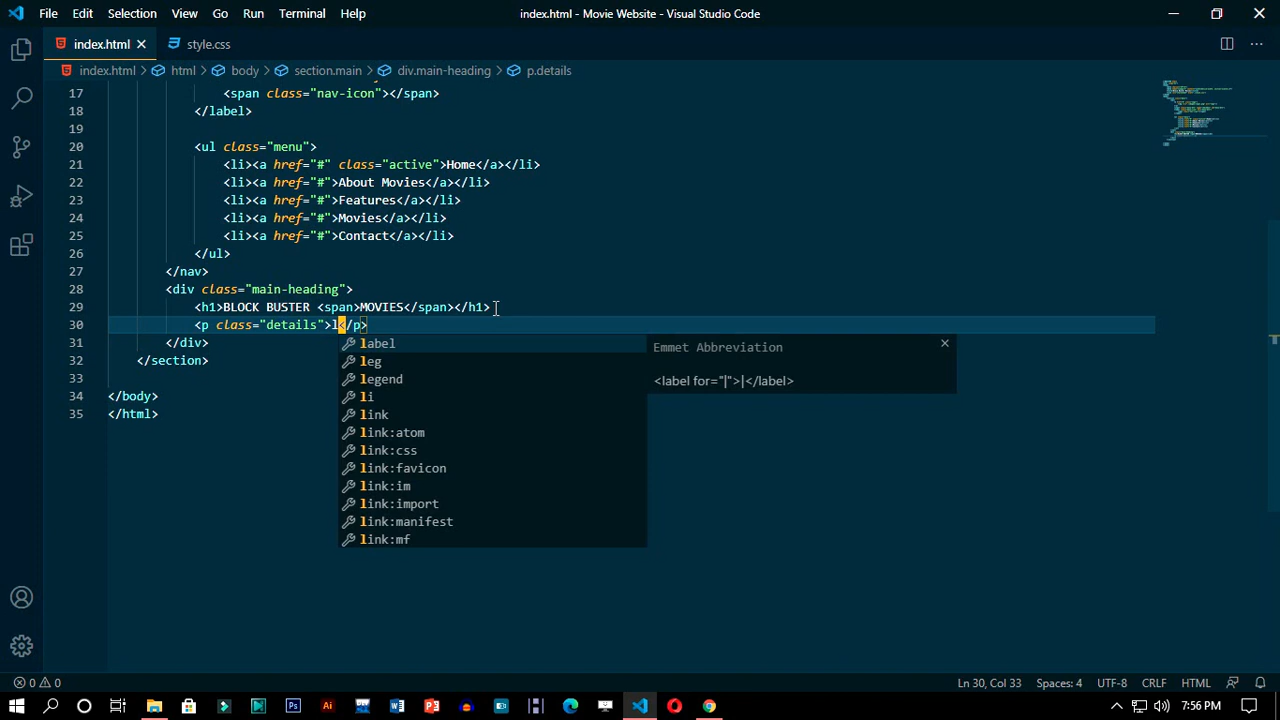 File Edit Selection View Go Run Terminal Help
index.html - Movie Website - Visual Studio Code
index.html
style.css
index.html > html > body > section.main > div.main-heading > p.details
17 <span class="nav-icon"></span>
18 </label>
19
20 <ul class="menu">
21 <li><a href="#" class="active">Home</a></li>
22 <li><a href="#">About Movies</a></li>
23 <li><a href="#">Features</a></li>
24 <li><a href="#">Movies</a></li>
25 <li><a href="#">Contact</a></li>
26 </ul>
27 </nav>
28 <div class="main-heading">
29 <h1>BLOCK BUSTER <span>MOVIES</span></h1>
30 <p class="details">l</p>
31 </div>
32 </section>
33
34 </body>
35 </html>
label
leg
legend
li
link
link:atom
link:css
link:favicon
link:im
link:import
link:manifest
link:mf
Emmet Abbreviation
<label for="|">|</label>
0 0
Ln 30, Col 33 Spaces: 4 UTF-8 CRLF HTML
7:56 PM